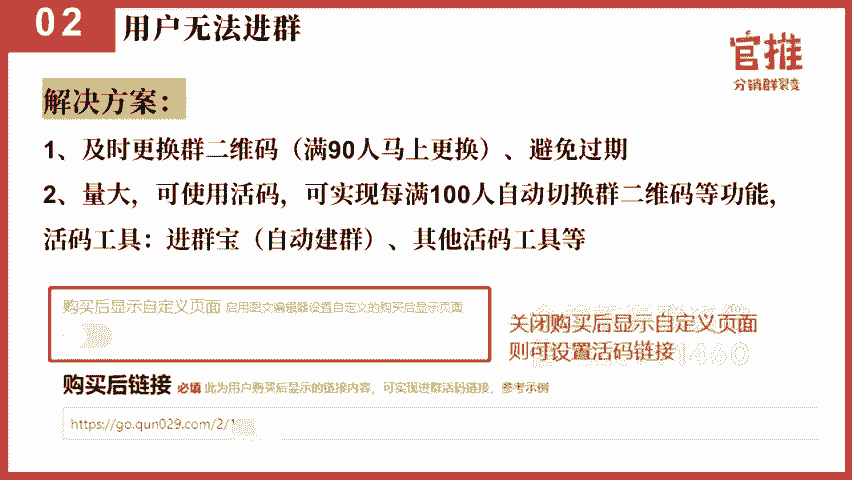 02
用户无法进群
官推
分销群裂变
解决方案：
1、及时更换群二维码（满90人马上更换）、避免过期
2、量大，可使用活码，可实现每满100人自动切换群二维码等功能，
活码工具：进群宝（自动建群）、其他活码工具等
购买后显示自定义页面 启用图文编辑器设置自定义的购买后显示页面
关闭购买后显示自定义页面
则可设置活码链接
购买后链接 必填 此为用户购买后显示的链接内容，可实现进群活码链接，参考示例
https://go.qun029.com/2/1